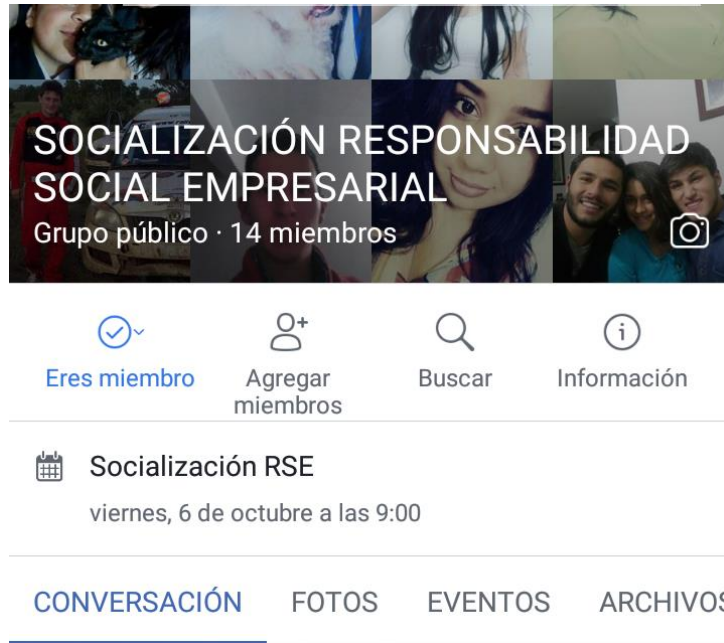 SOCIALIZACIÓN RESPONSABILIDAD
SOCIAL EMPRESARIAL
Grupo público · 14 miembros
Eres miembro
Agregar
miembros
Buscar
Información
Socialización RSE
viernes, 6 de octubre a las 9:00
CONVERSACIÓN FOTOS EVENTOS ARCHIVOS